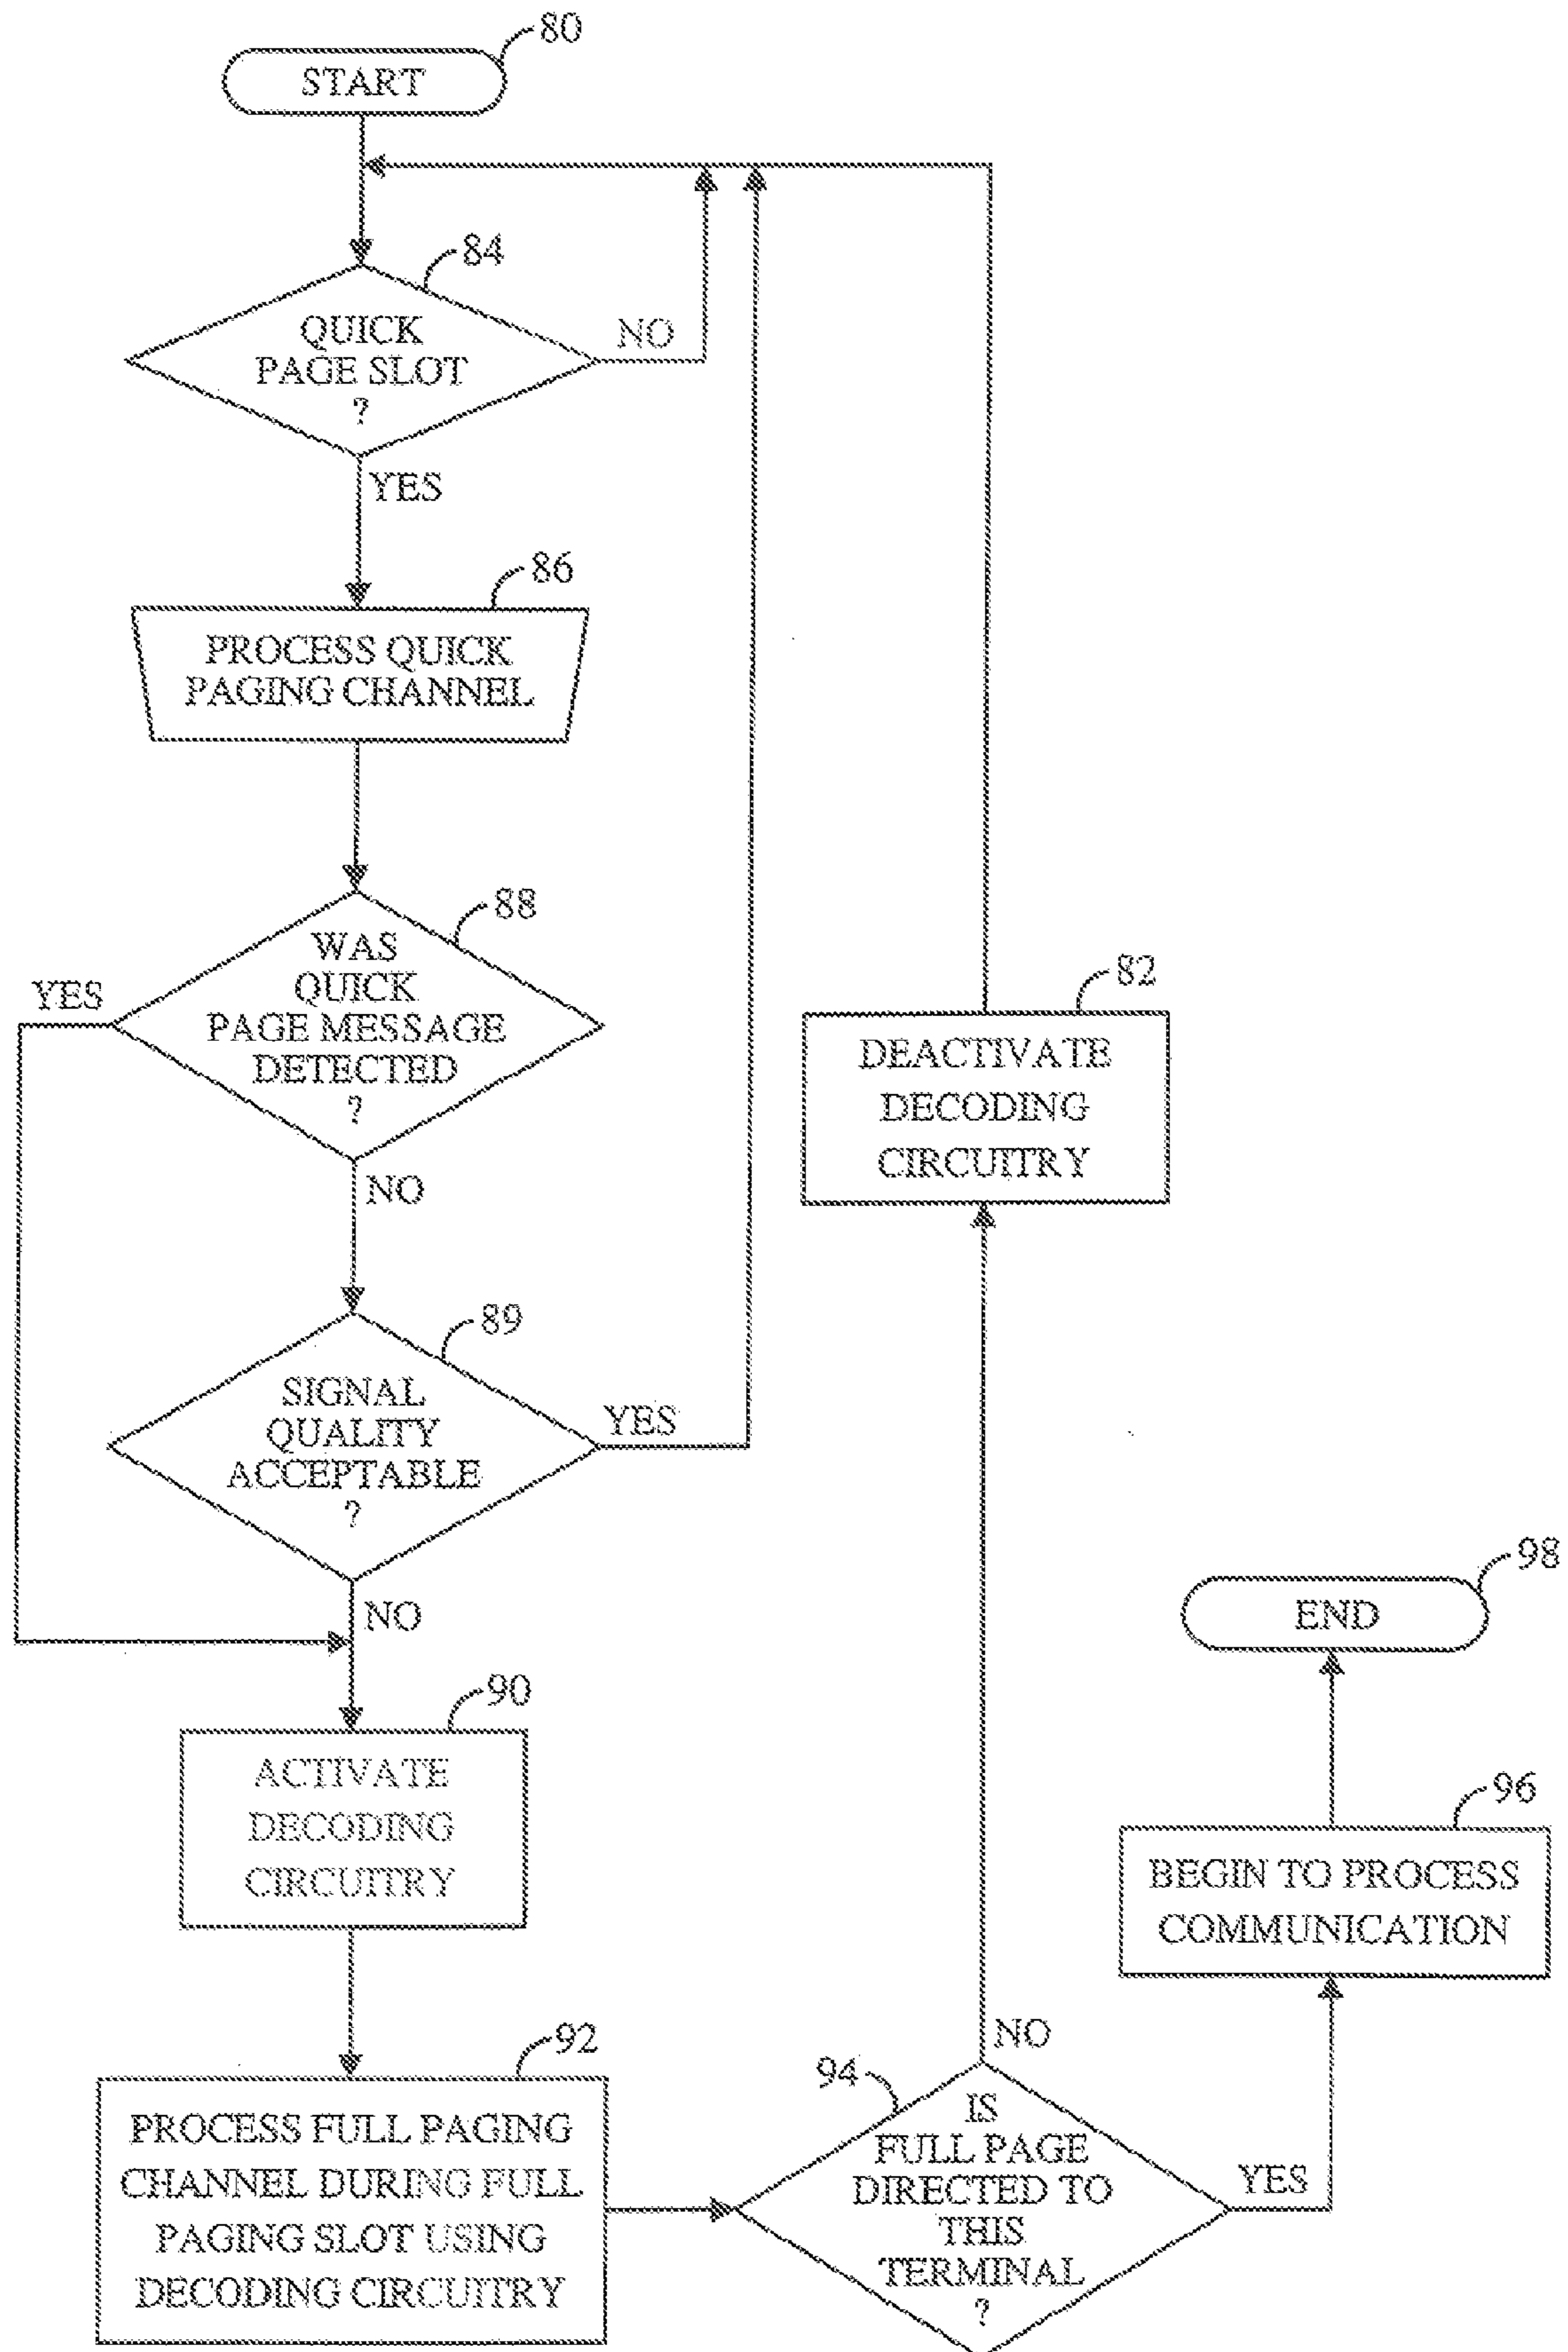 80
START
84
QUICK
PAGE SLOT
?
NO
YES
86
PROCESS QUICK
PAGING CHANNEL
88
WAS
QUICK
PAGE MESSAGE
DETECTED
?
YES
NO
89
SIGNAL
QUALITY
ACCEPTABLE
?
YES
NO
90
ACTIVATE
DECODING
CIRCUITRY
92
PROCESS FULL PAGING
CHANNEL DURING FULL
PAGING SLOT USING
DECODING CIRCUITRY
82
DEACTIVATE
DECODING
CIRCUITRY
NO
94
IS
FULL PAGE
DIRECTED TO
THIS
TERMINAL
?
YES
96
BEGIN TO PROCESS
COMMUNICATION
98
END